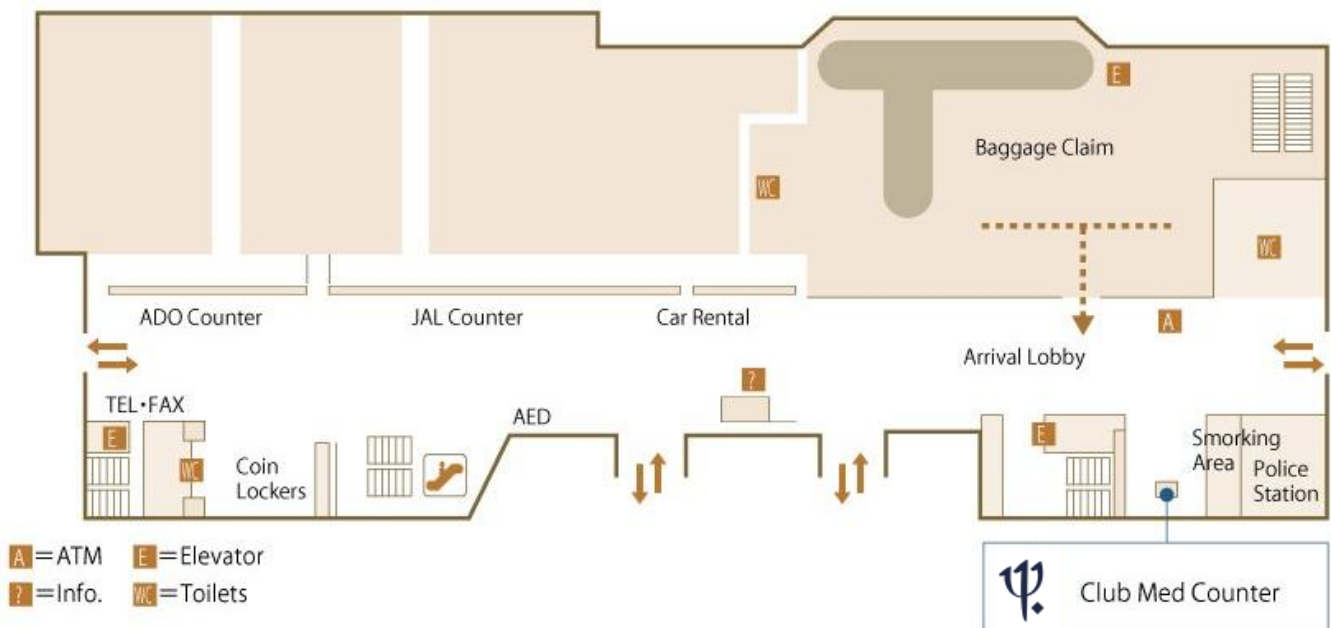 E
Baggage Claim
WC
WC
ADO Counter
JAL Counter
Car Rental
A
Arrival Lobby
?
TEL•FAX
AED
E
E
WC
Coin
Lockers
Smorking
Area
Police
Station
A=ATM E=Elevator
?=Info. WC=Toilets
Club Med Counter